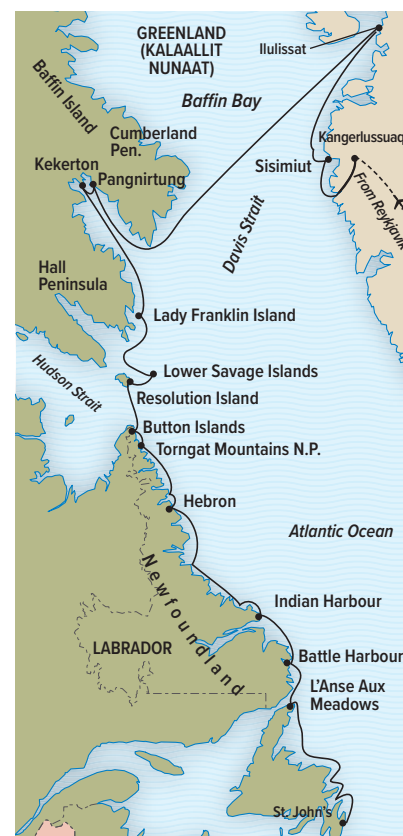 GREENLAND
(KALAALLIT
NUNAAT)
Ilulissat
Baffin Bay
Baffin Island
Cumberland
Pen.
Kangerlussuaq
Kekerton
Pangnirtung
Sisimiut
From Reykjavik
Davis Strait
Hall
Peninsula
Lady Franklin Island
Hudson Strait
Lower Savage Islands
Resolution Island
Button Islands
Torngat Mountains N.P.
Hebron
Atlantic Ocean
Newfoundland
Indian Harbour
LABRADOR
Battle Harbour
L'Anse Aux
Meadows
St. John's